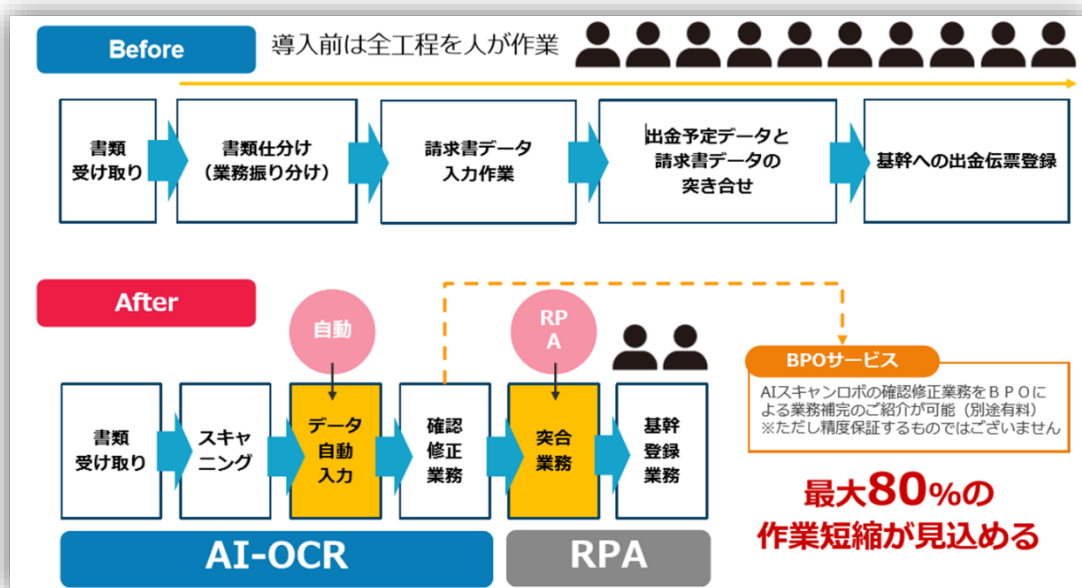 Before
導入前は全工程を人が作業
書類
受け取り
書類仕分け
（業務振り分け）
請求書データ
入力作業
出金予定データと
請求書データの
突き合せ
基幹への出金伝票登録
After
自動
RP
A
書類
受け取り
スキャ
ニング
データ
自動
入力
確認
修正
業務
突合
業務
基幹
登録
業務
BPOサービス
AIスキャンロボの確認修正業務をＢＰＯに
よる業務補完のご紹介が可能（別途有料）
※ただし精度保証するものではございません
最大80%の
作業短縮が見込める
AI-OCR
RPA